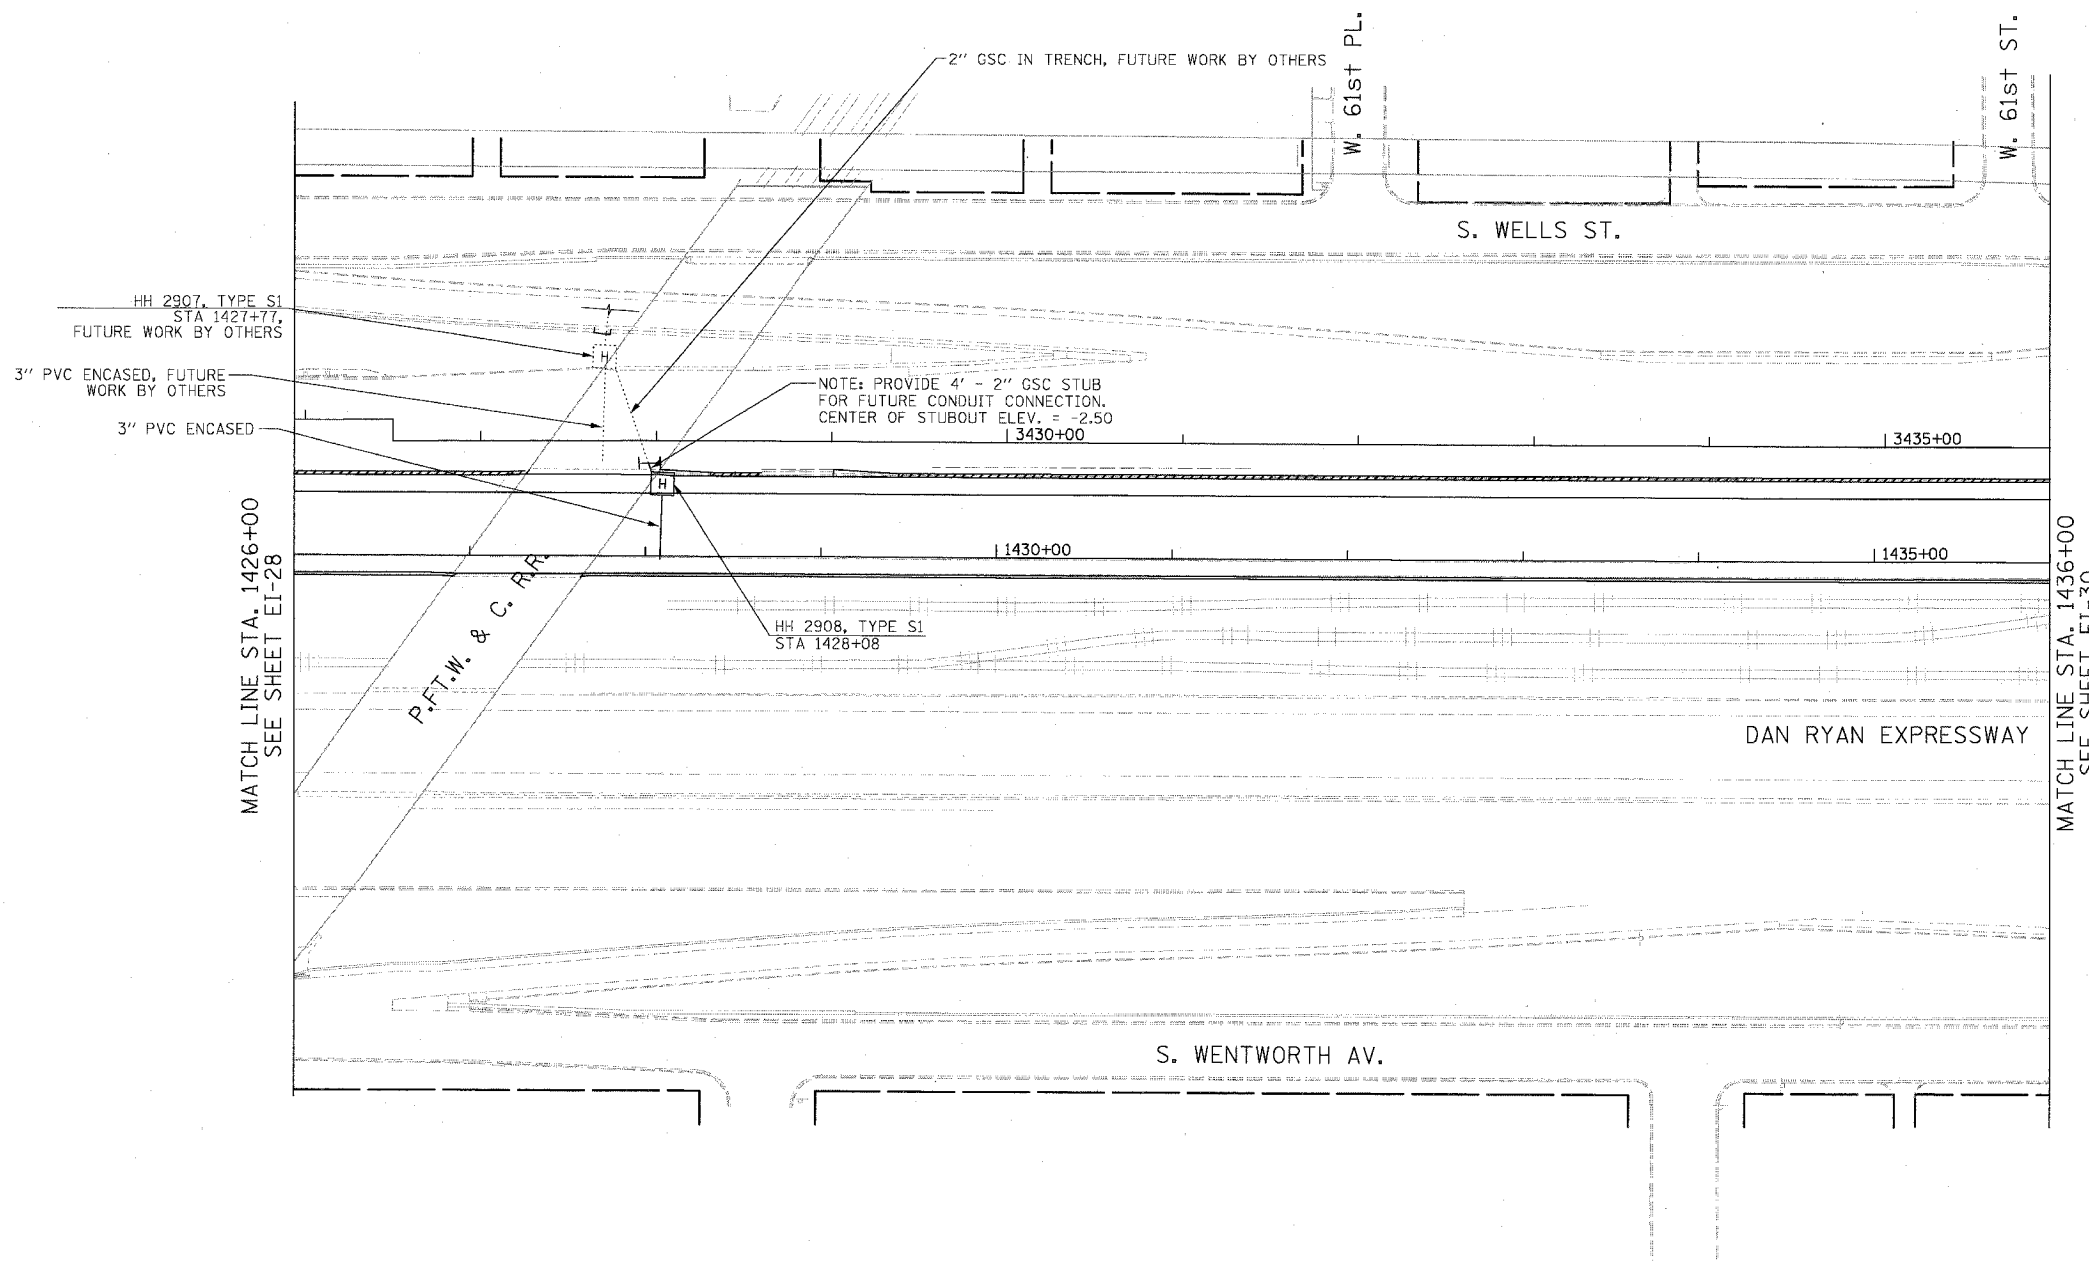 2" GSC IN TRENCH, FUTURE WORK BY OTHERS
W. 61st PL.
W. 61st ST.
S. WELLS ST.
HH 2907, TYPE S1
STA 1427+77,
FUTURE WORK BY OTHERS
H
3" PVC ENCASED, FUTURE
WORK BY OTHERS
NOTE: PROVIDE 4' - 2" GSC STUB
FOR FUTURE CONDUIT CONNECTION.
CENTER OF STUBOUT ELEV. = -2.50
3" PVC ENCASED
3430+00
3435+00
H
MATCH LINE STA. 1426+00
SEE SHEET EI-28
1430+00
1435+00
P.FT.W. & C. R.R.
HH 2908, TYPE S1
STA 1428+08
MATCH LINE STA. 1436+00
SEE SHEET EI-30
DAN RYAN EXPRESSWAY
S. WENTWORTH AV.